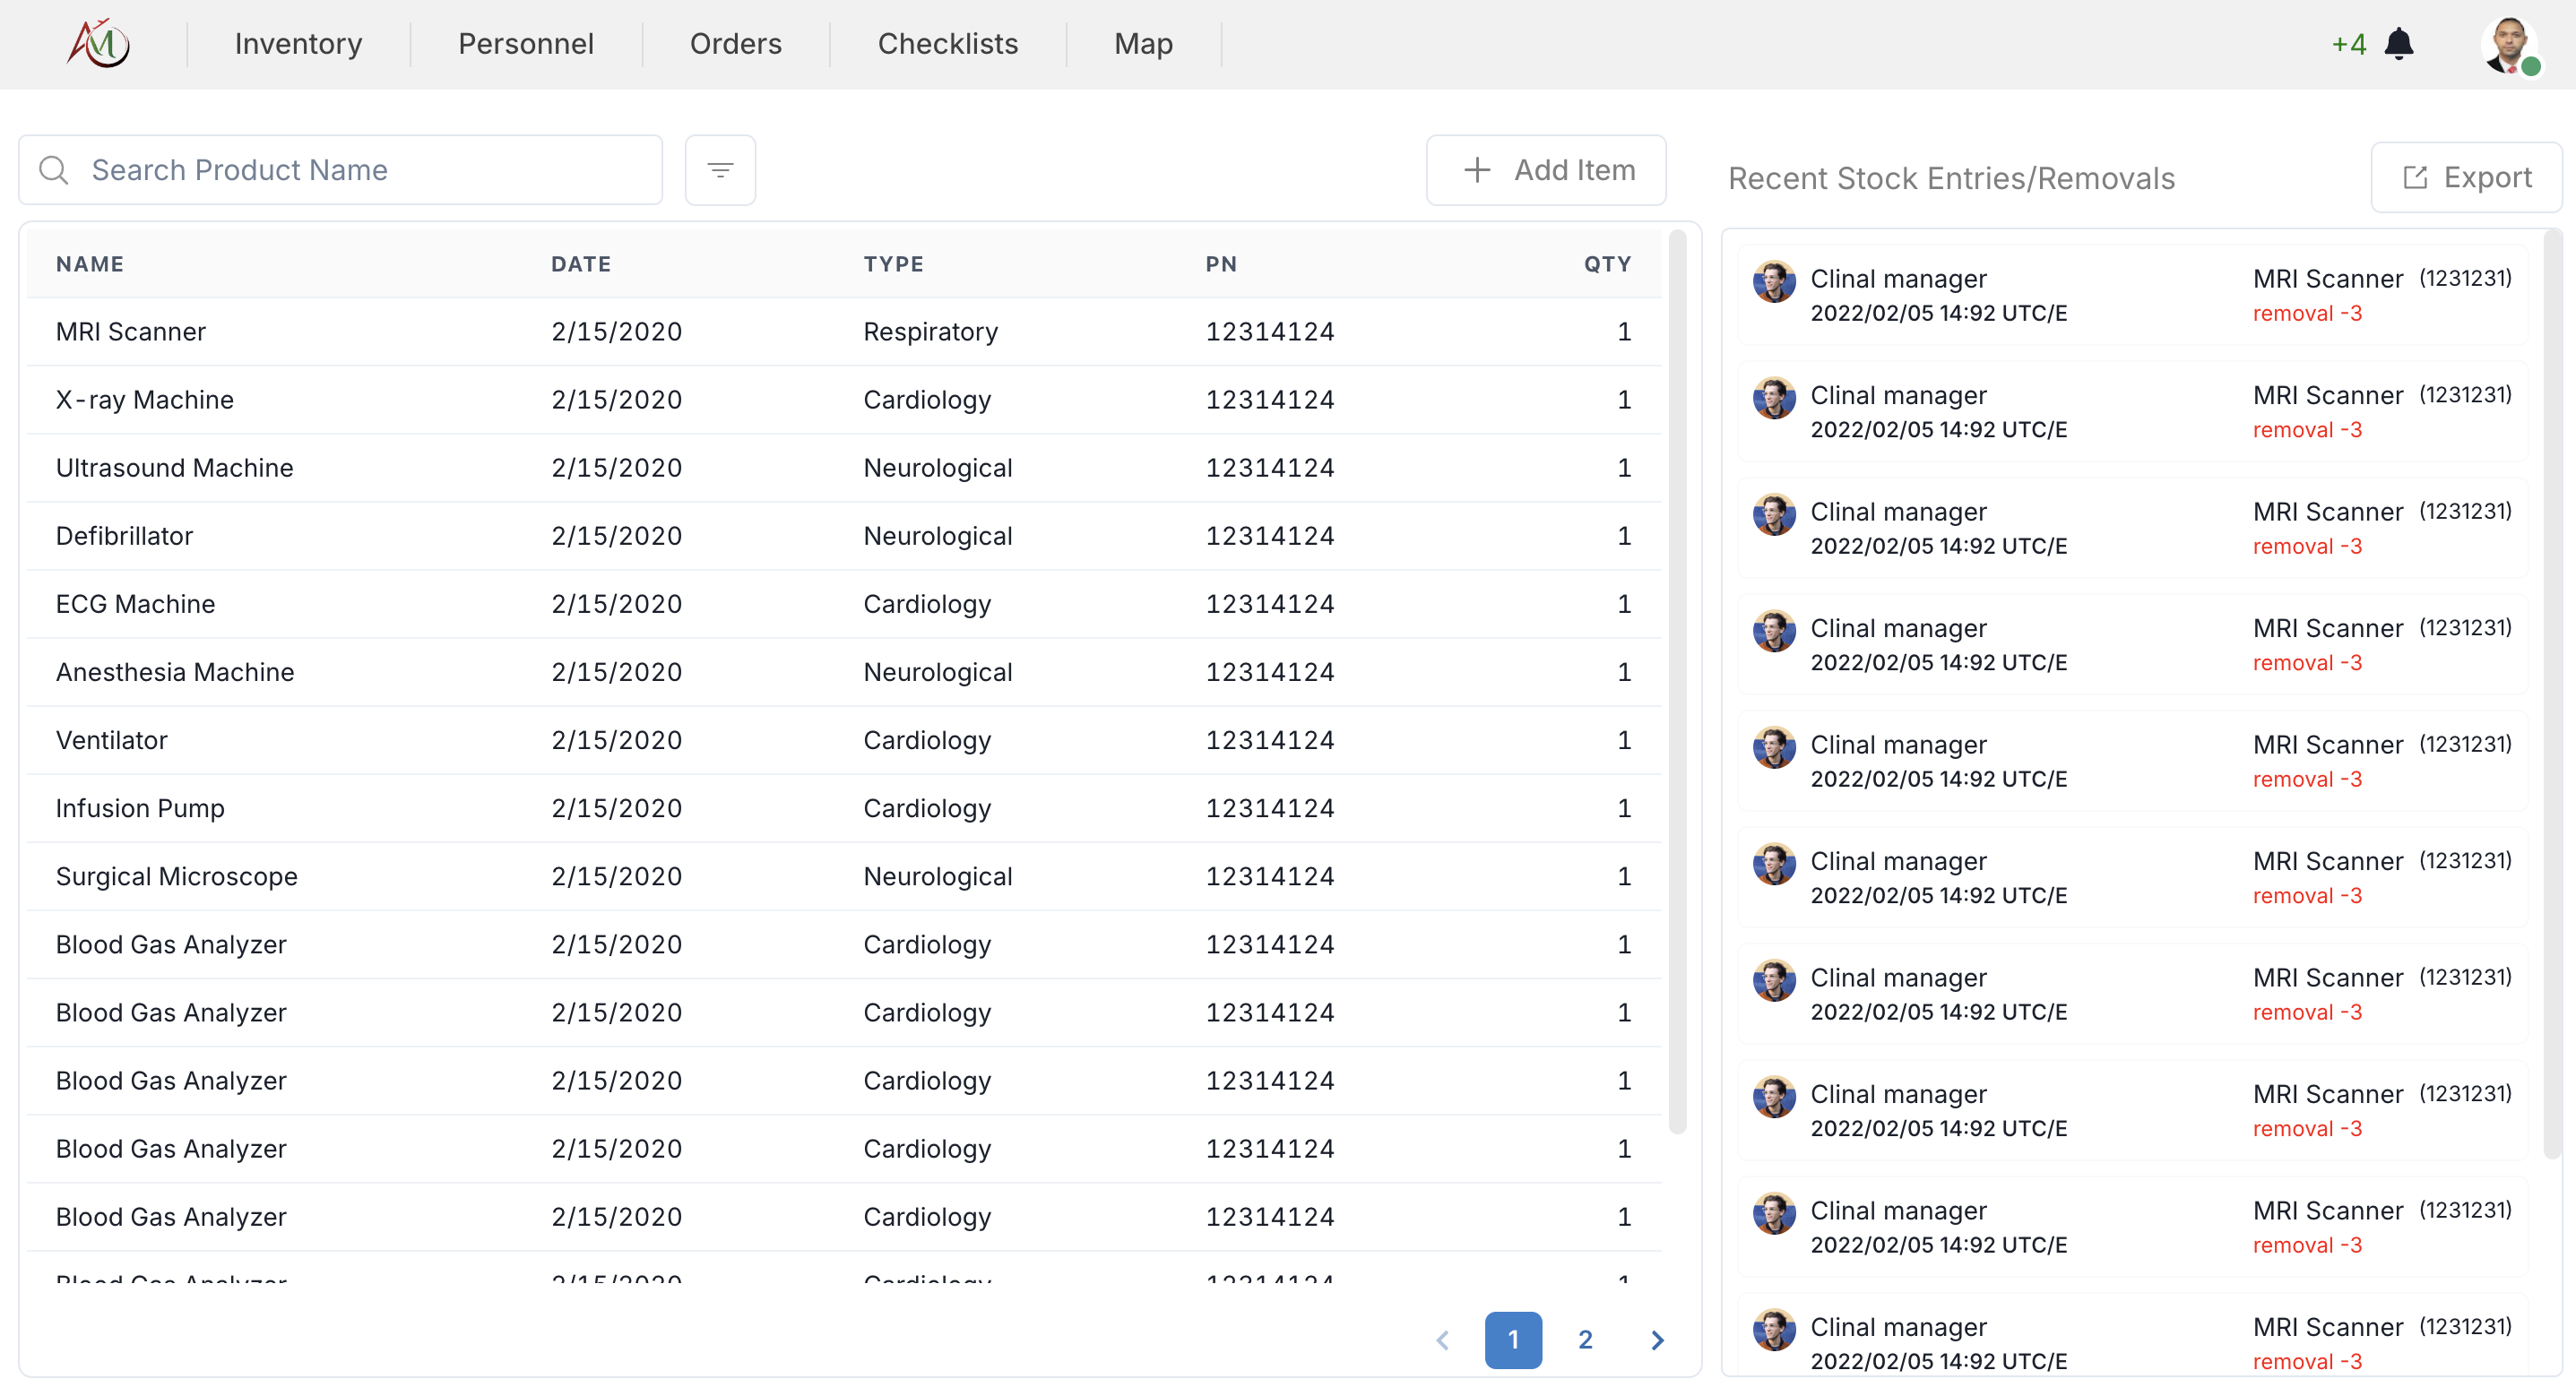 AM
Inventory
Personnel
Orders
Checklists
Map
+4
Search Product Name
Add Item
NAME DATE TYPE PN QTY
MRI Scanner 2/15/2020 Respiratory 12314124 1
X-ray Machine 2/15/2020 Cardiology 12314124 1
Ultrasound Machine 2/15/2020 Neurological 12314124 1
Defibrillator 2/15/2020 Neurological 12314124 1
ECG Machine 2/15/2020 Cardiology 12314124 1
Anesthesia Machine 2/15/2020 Neurological 12314124 1
Ventilator 2/15/2020 Cardiology 12314124 1
Infusion Pump 2/15/2020 Cardiology 12314124 1
Surgical Microscope 2/15/2020 Neurological 12314124 1
Blood Gas Analyzer 2/15/2020 Cardiology 12314124 1
Blood Gas Analyzer 2/15/2020 Cardiology 12314124 1
Blood Gas Analyzer 2/15/2020 Cardiology 12314124 1
Blood Gas Analyzer 2/15/2020 Cardiology 12314124 1
Blood Gas Analyzer 2/15/2020 Cardiology 12314124 1
Blood Gas Analyzer 2/15/2020 Cardiology 12314124 1
1 2
Recent Stock Entries/Removals
Export
Clinal manager MRI Scanner (1231231)
2022/02/05 14:92 UTC/E removal -3
Clinal manager MRI Scanner (1231231)
2022/02/05 14:92 UTC/E removal -3
Clinal manager MRI Scanner (1231231)
2022/02/05 14:92 UTC/E removal -3
Clinal manager MRI Scanner (1231231)
2022/02/05 14:92 UTC/E removal -3
Clinal manager MRI Scanner (1231231)
2022/02/05 14:92 UTC/E removal -3
Clinal manager MRI Scanner (1231231)
2022/02/05 14:92 UTC/E removal -3
Clinal manager MRI Scanner (1231231)
2022/02/05 14:92 UTC/E removal -3
Clinal manager MRI Scanner (1231231)
2022/02/05 14:92 UTC/E removal -3
Clinal manager MRI Scanner (1231231)
2022/02/05 14:92 UTC/E removal -3
Clinal manager MRI Scanner (1231231)
2022/02/05 14:92 UTC/E removal -3